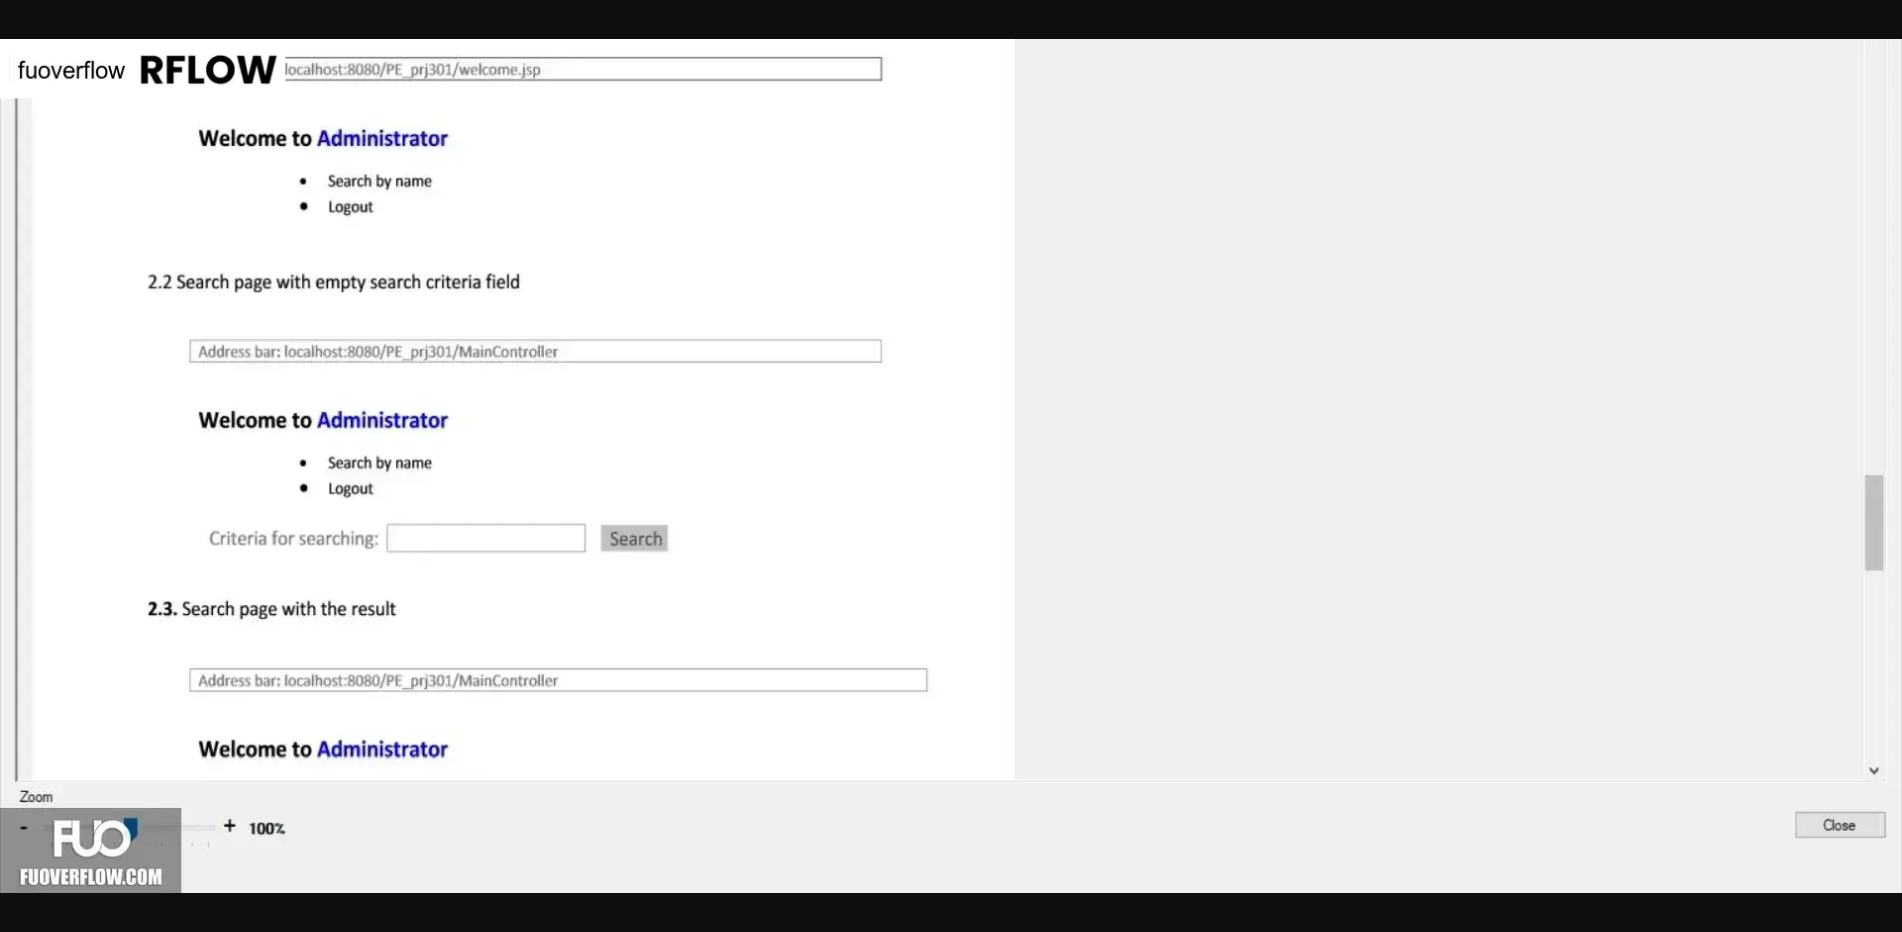 fuoverflow RFLOW localhost:8080/PE_prj301/welcome.jsp
Welcome to Administrator
• Search by name
• Logout
2.2 Search page with empty search criteria field
Address bar: localhost:8080/PE_prj301/MainController
Welcome to Administrator
• Search by name
• Logout
Criteria for searching: Search
2.3. Search page with the result
Address bar: localhost:8080/PE_prj301/MainController
Welcome to Administrator
Zoom
- + 100%
Close
FUO
FUOVERFLOW.COM